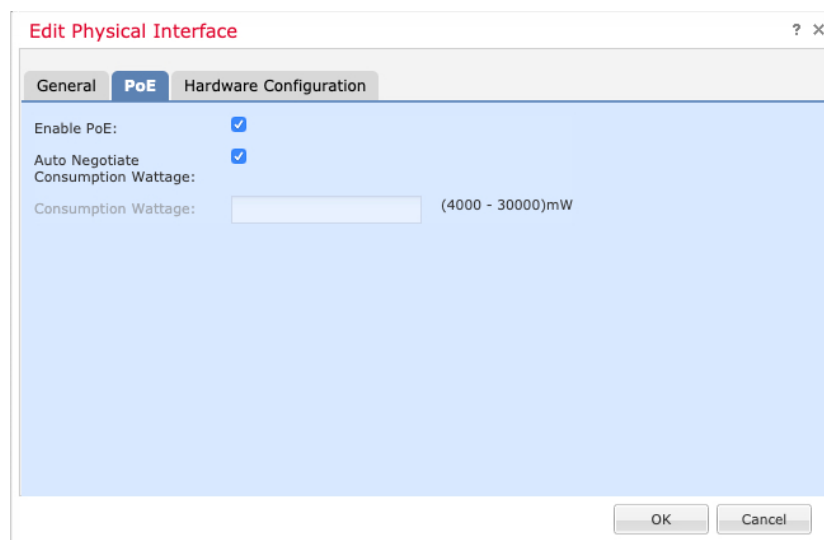 Edit Physical Interface ? ×
General PoE Hardware Configuration
Enable PoE:
Auto Negotiate
Consumption Wattage:
Consumption Wattage: (4000 - 30000)mW
OK Cancel